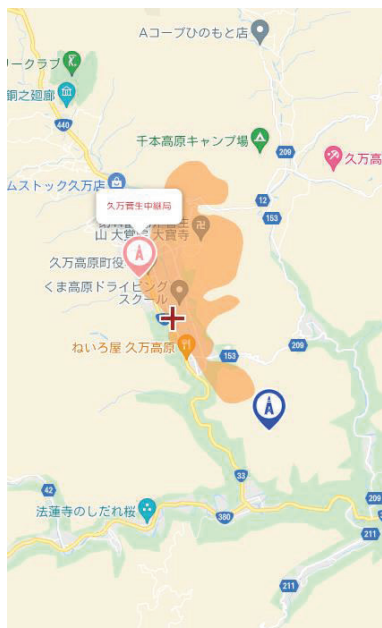 Aコープひのもと店
ークラブ
銅之廻廊
440
千本高原キャンプ場
209
久万高
ムストック久万店
12
153
久万菅生中継局
山 大寶寺
久万高原町役
くま高原ドライビング
スクール
ねいろ屋 久万高原
153
209
33
42
法蓮寺のしだれ桜
380
209
211
211